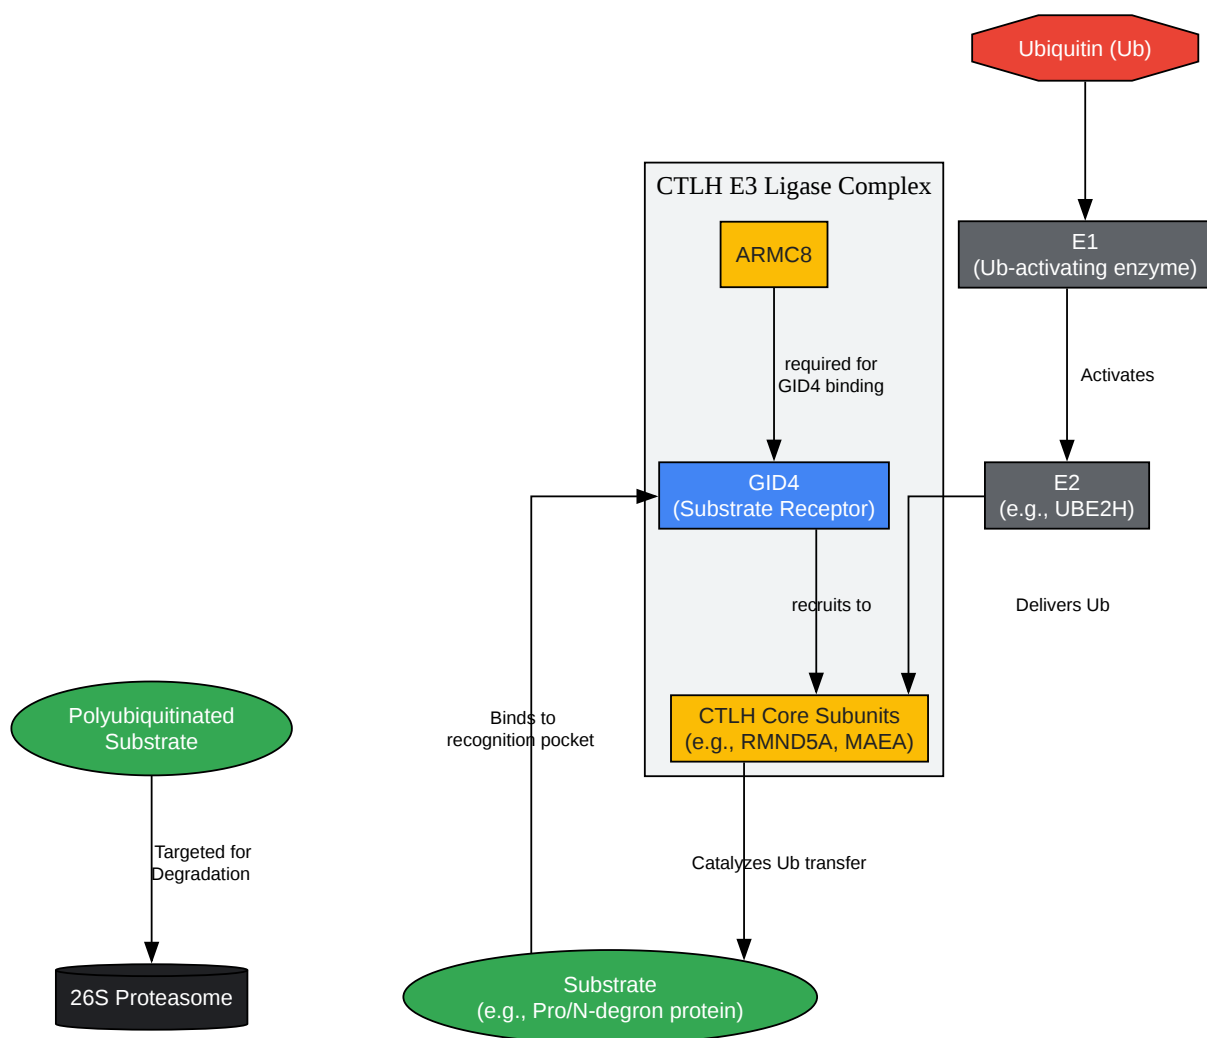 Ubiquitin (Ub)
CTLH E3 Ligase Complex
ARMC8
E1
(Ub-activating enzyme)
required for
GID4 binding
Activates
GID4
(Substrate Receptor)
E2
(e.g., UBE2H)
recruits to
Delivers Ub
Polyubiquitinated
Substrate
Binds to
recognition pocket
CTLH Core Subunits
(e.g., RMND5A, MAEA)
Targeted for
Degradation
Catalyzes Ub transfer
26S Proteasome
Substrate
(e.g., Pro/N-degron protein)